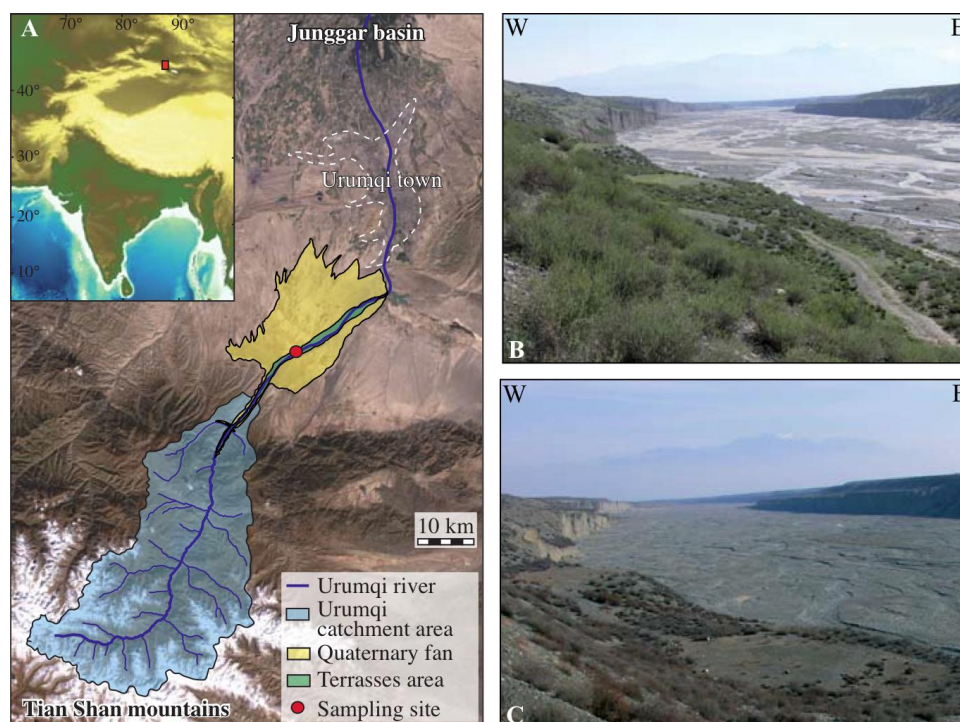 A
70°
80°
90°
40°
30°
20°
10°
Junggar basin
Urumqi town
10 km
Urumqi river
Urumqi
catchment area
Quaternary fan
Terrasses area
Sampling site
Tian Shan mountains
W
E
B
W
E
C